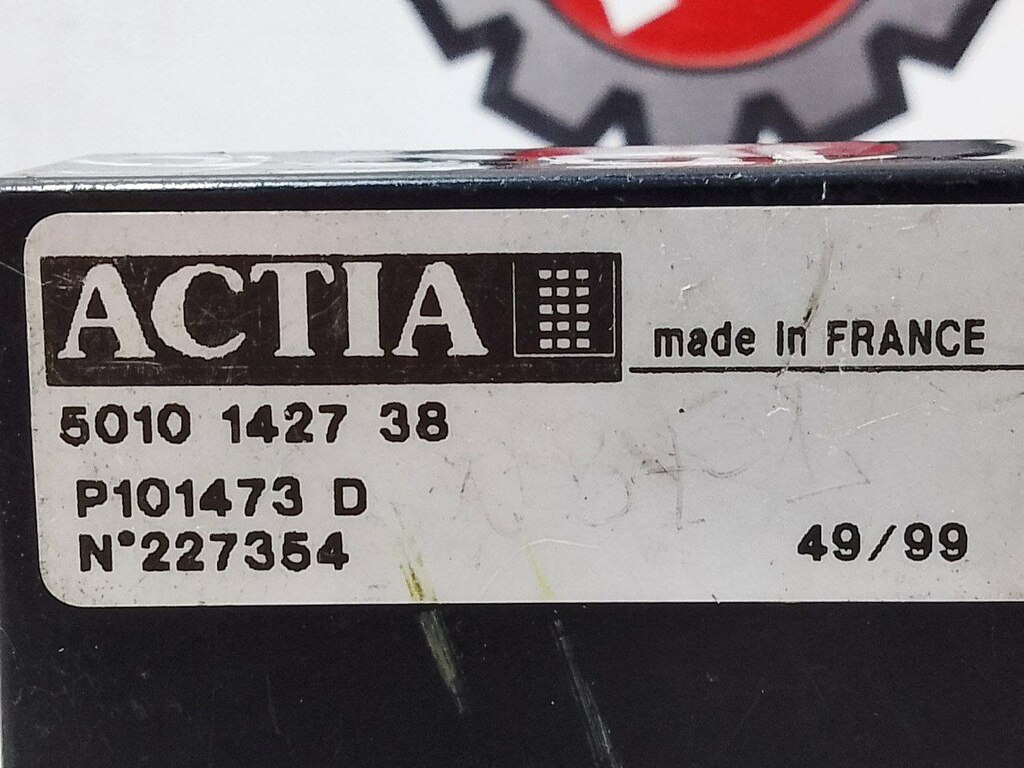 ACTIA
made in FRANCE
5010 1427 38
P101473 D
N°227354
49/99